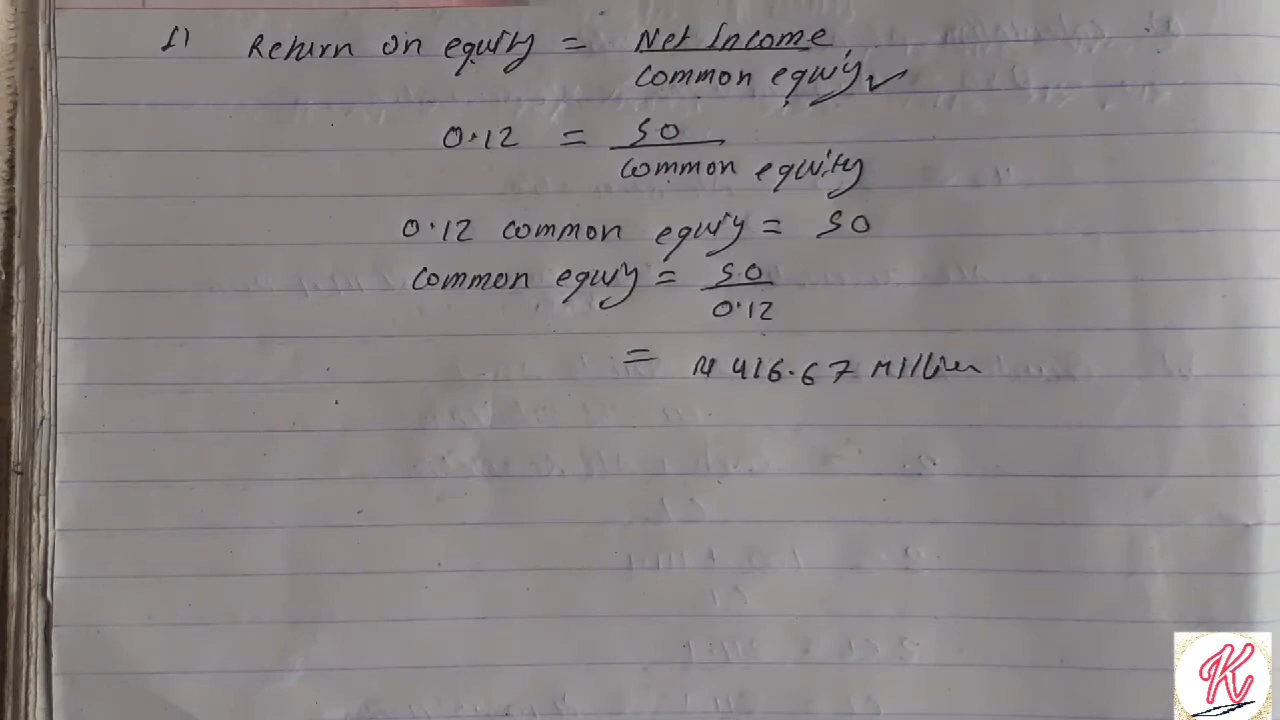 1) Return on equity = Net Income / Common equity ✓
0.12 = 50 / Common equity
0.12 common equity = 50
Common equity = 50 / 0.12
= 416.67 Million
K